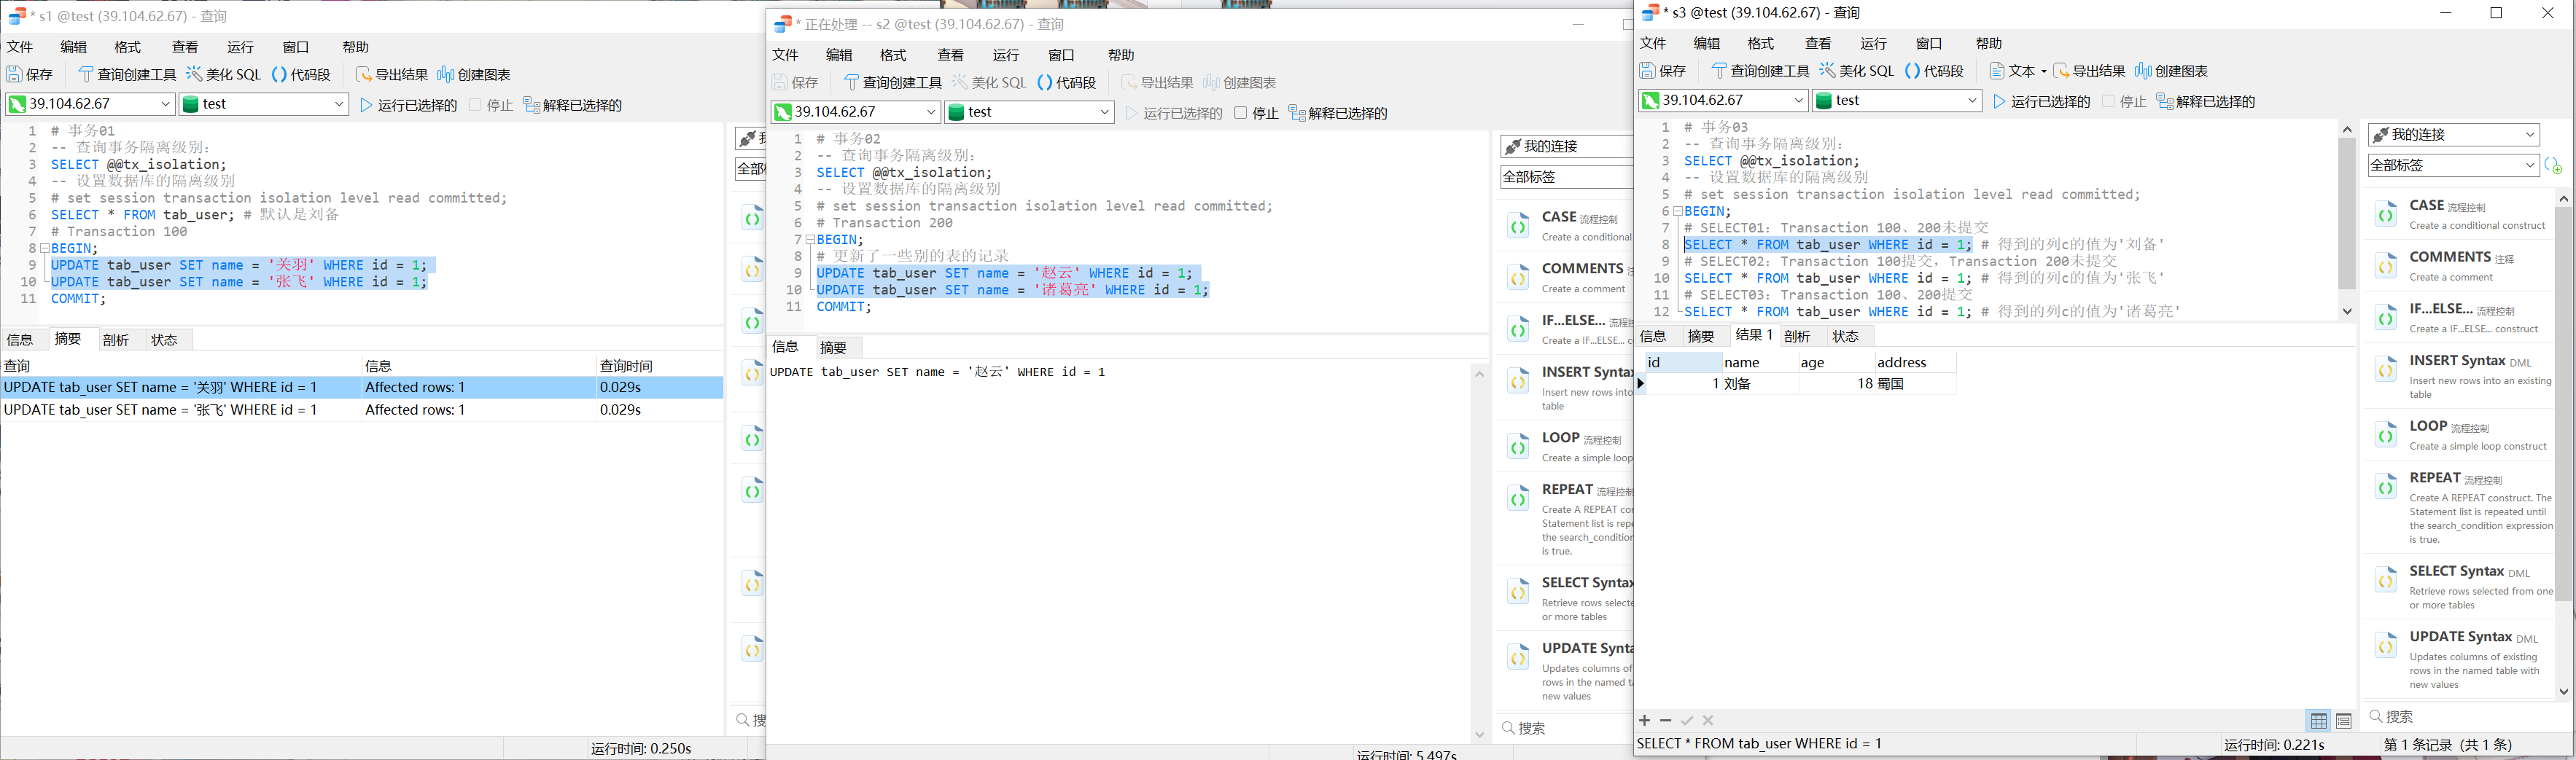 * s1 @test (39.104.62.67) - 查询
文件 编辑 格式 查看 运行 窗口 帮助
保存 查询创建工具 美化 SQL 代码段 导出结果 创建图表
39.104.62.67 test 运行已选择的 停止 解释已选择的
1 # 事务01
2 -- 查询事务隔离级别：
3 SELECT @@tx_isolation;
4 -- 设置数据库的隔离级别
5 # set session transaction isolation level read committed;
6 SELECT * FROM tab_user; # 默认是刘备
7 # Transaction 100
8 BEGIN;
9 UPDATE tab_user SET name = '关羽' WHERE id = 1;
10 UPDATE tab_user SET name = '张飞' WHERE id = 1;
11 COMMIT;
信息 摘要 剖析 状态
查询 信息 查询时间
UPDATE tab_user SET name = '关羽' WHERE id = 1 Affected rows: 1 0.029s
UPDATE tab_user SET name = '张飞' WHERE id = 1 Affected rows: 1 0.029s
全部标
搜
运行时间: 0.250s
* 正在处理 -- s2 @test (39.104.62.67) - 查询
文件 编辑 格式 查看 运行 窗口 帮助
保存 查询创建工具 美化 SQL 代码段 导出结果 创建图表
39.104.62.67 test 运行已选择的 停止 解释已选择的
1 # 事务02
2 -- 查询事务隔离级别：
3 SELECT @@tx_isolation;
4 -- 设置数据库的隔离级别
5 # set session transaction isolation level read committed;
6 # Transaction 200
7 BEGIN;
8 # 更新了一些别的表的记录
9 UPDATE tab_user SET name = '赵云' WHERE id = 1;
10 UPDATE tab_user SET name = '诸葛亮' WHERE id = 1;
11 COMMIT;
信息 摘要
UPDATE tab_user SET name = '赵云' WHERE id = 1
我的连接
全部标签
CASE 流程控制
Create a conditional
COMMENTS 注释
Create a comment
IF...ELSE... 流程控
Create a IF...ELSE... c
INSERT Syntax
Insert new rows into
table
LOOP 流程控制
Create a simple loop
REPEAT 流程控制
Create A REPEAT con
Statement list is repe
the search_condition
is true.
SELECT Syntax
Retrieve rows selecte
or more tables
UPDATE Synta
Updates columns of
rows in the named ta
new values
搜索
运行时间: 5.497s
* s3 @test (39.104.62.67) - 查询
文件 编辑 格式 查看 运行 窗口 帮助
保存 查询创建工具 美化 SQL 代码段 文本 导出结果 创建图表
39.104.62.67 test 运行已选择的 停止 解释已选择的
1 # 事务03
2 -- 查询事务隔离级别：
3 SELECT @@tx_isolation;
4 -- 设置数据库的隔离级别
5 # set session transaction isolation level read committed;
6 BEGIN;
7 # SELECT01：Transaction 100、200未提交
8 SELECT * FROM tab_user WHERE id = 1; # 得到的列c的值为'刘备'
9 # SELECT02：Transaction 100提交，Transaction 200未提交
10 SELECT * FROM tab_user WHERE id = 1; # 得到的列c的值为'张飞'
11 # SELECT03：Transaction 100、200提交
12 SELECT * FROM tab_user WHERE id = 1; # 得到的列c的值为'诸葛亮'
信息 摘要 结果 1 剖析 状态
id name age address
1 刘备 18 蜀国
SELECT * FROM tab_user WHERE id = 1 运行时间: 0.221s 第 1 条记录 (共 1 条)
我的连接
全部标签
CASE 流程控制
Create a conditional construct
COMMENTS 注释
Create a comment
IF...ELSE... 流程控制
Create a IF...ELSE... construct
INSERT Syntax DML
Insert new rows into an existing
table
LOOP 流程控制
Create a simple loop construct
REPEAT 流程控制
Create A REPEAT construct. The
Statement list is repeated until
the search_condition expression
is true.
SELECT Syntax DML
Retrieve rows selected from one
or more tables
UPDATE Syntax DML
Updates columns of existing
rows in the named table with
new values
搜索